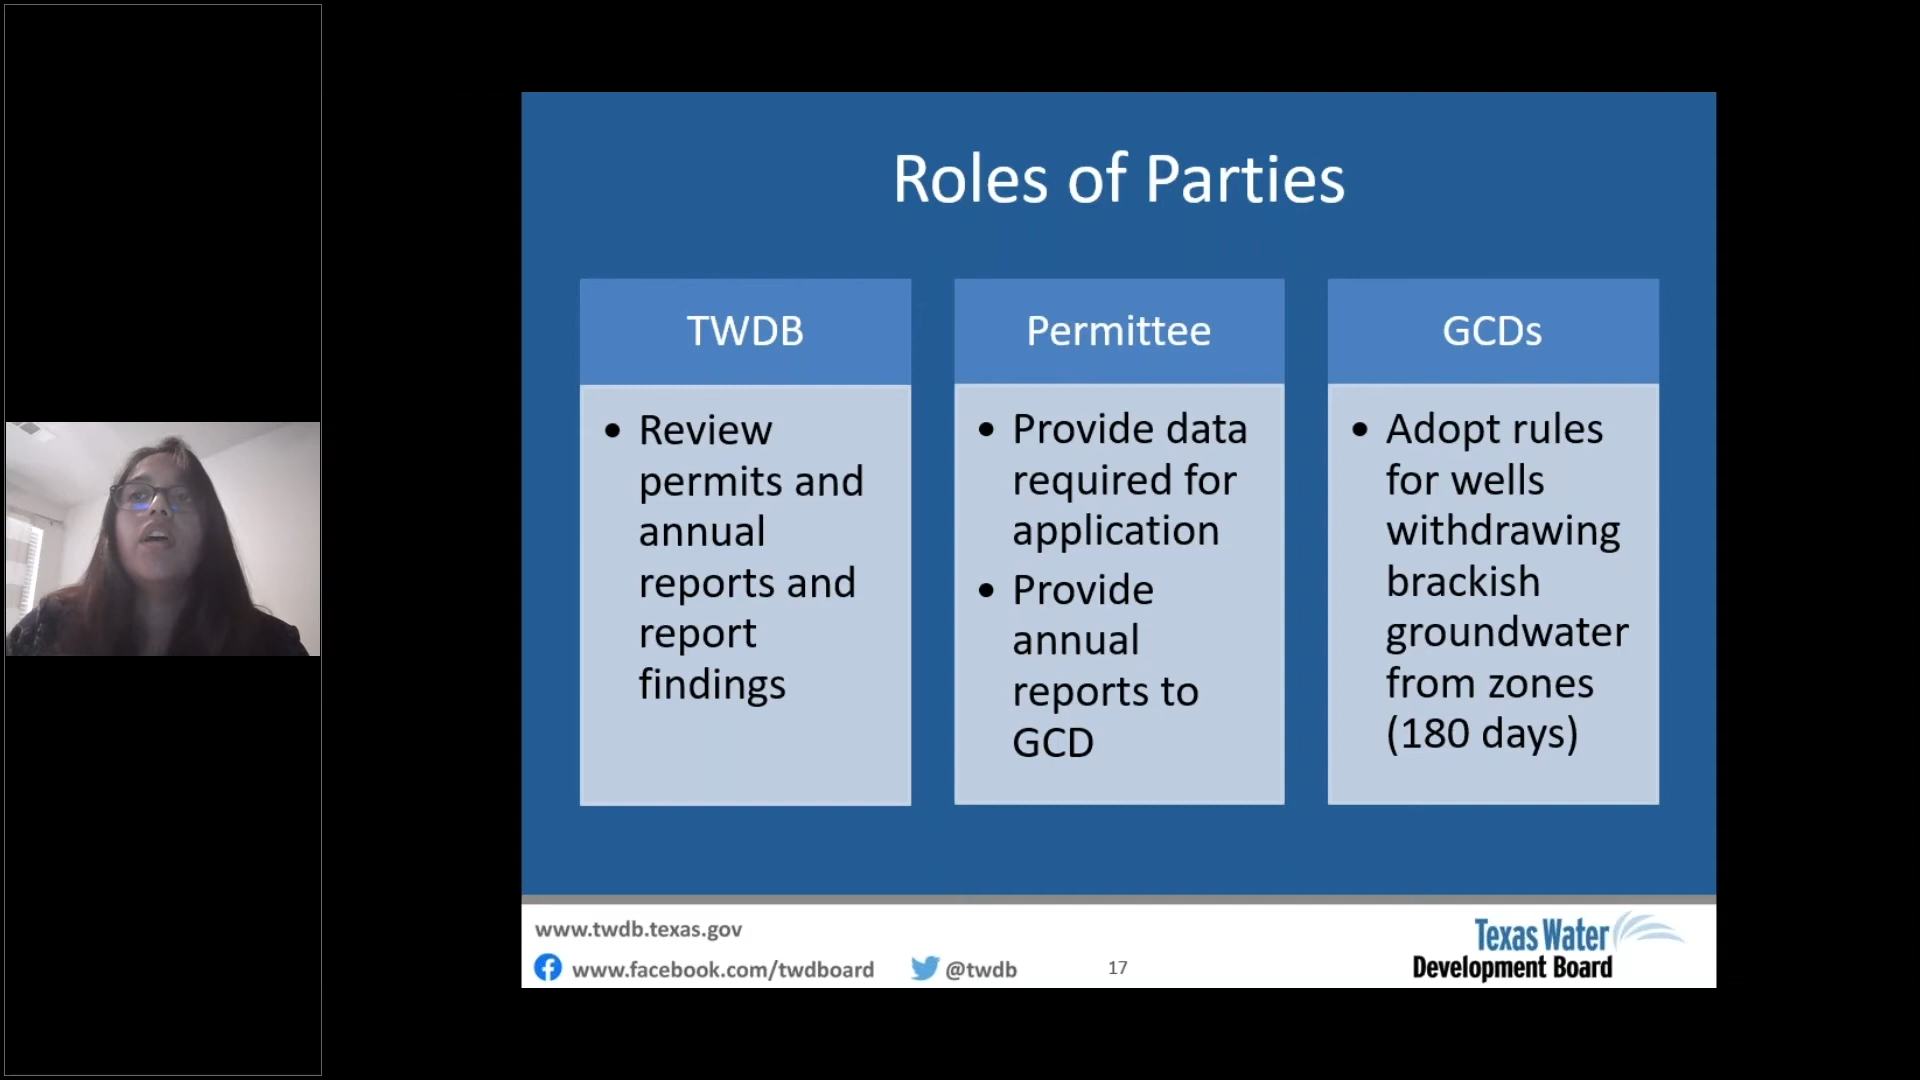 Roles of Parties
TWDB
• Review
permits and
annual
reports and
report
findings
Permittee
• Provide data
required for
application
• Provide
annual
reports to
GCD
GCDs
• Adopt rules
for wells
withdrawing
brackish
groundwater
from zones
(180 days)
www.twdb.texas.gov
www.facebook.com/twdboard
@twdb
17
Texas Water
Development Board